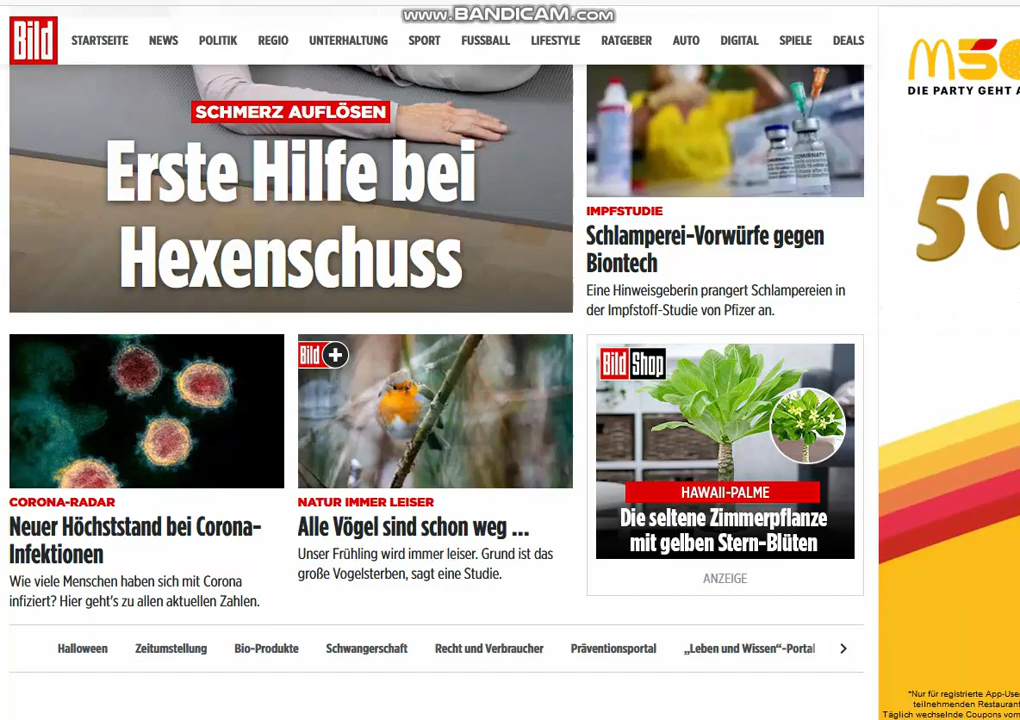 www.BANDICAM.com
Bild
STARTSEITE NEWS POLITIK REGIO UNTERHALTUNG SPORT FUSSBALL LIFESTYLE RATGEBER AUTO DIGITAL SPIELE DEALS
SCHMERZ AUFLÖSEN
Erste Hilfe bei
Hexenschuss
COMIRNATY
IMPFSTUDIE
Schlamperei-Vorwürfe gegen
Biontech
Eine Hinweisgeberin prangert Schlampereien in
der Impfstoff-Studie von Pfizer an.
CORONA-RADAR
Neuer Höchststand bei Corona-
Infektionen
Wie viele Menschen haben sich mit Corona
infiziert? Hier geht's zu allen aktuellen Zahlen.
Bild +
NATUR IMMER LEISER
Alle Vögel sind schon weg ...
Unser Frühling wird immer leiser. Grund ist das
große Vogelsterben, sagt eine Studie.
Bild Shop
HAWAII-PALME
Die seltene Zimmerpflanze
mit gelben Stern-Blüten
ANZEIGE
Halloween Zeitumstellung Bio-Produkte Schwangerschaft Recht und Verbraucher Präventionsportal „Leben und Wissen“-Portal
M50
DIE PARTY GEHT A
50
*Nur für registrierte App-Use
teilnehmenden Restaurant
Täglich wechselnde Coupons vom